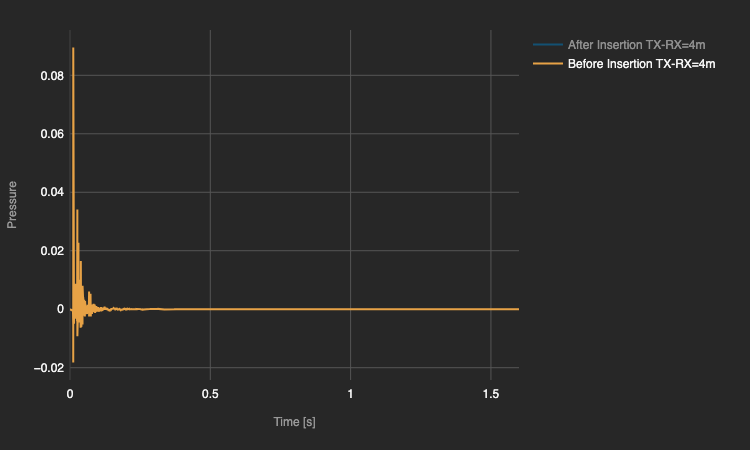 After Insertion TX-RX=4m
Before Insertion TX-RX=4m
0.08
0.06
0.04
0.02
0
−0.02
Pressure
0
0.5
1
1.5
Time [s]